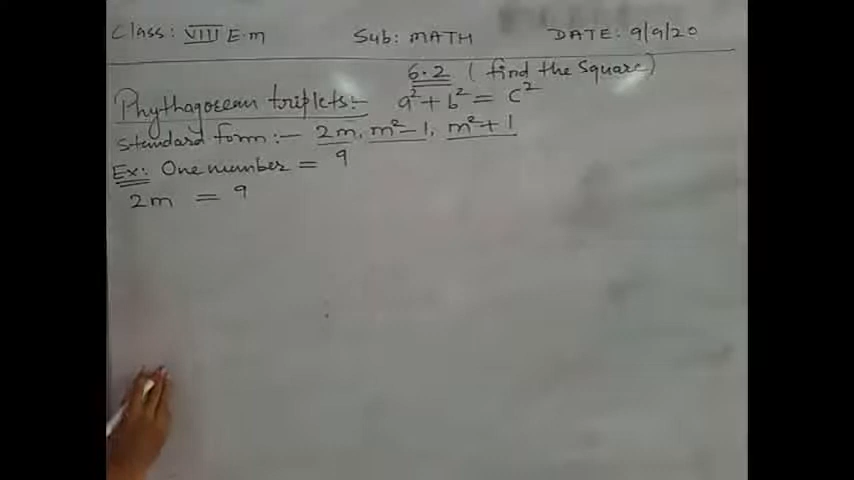 Class: VIII E.m Sub: MATH DATE: 9/9/20
6.2 ( find the Square)
Phythagorean triplets:- a² + b² = c²
Standard form:- 2m, m²-1, m²+1
Ex: One number = 9
2m = 9